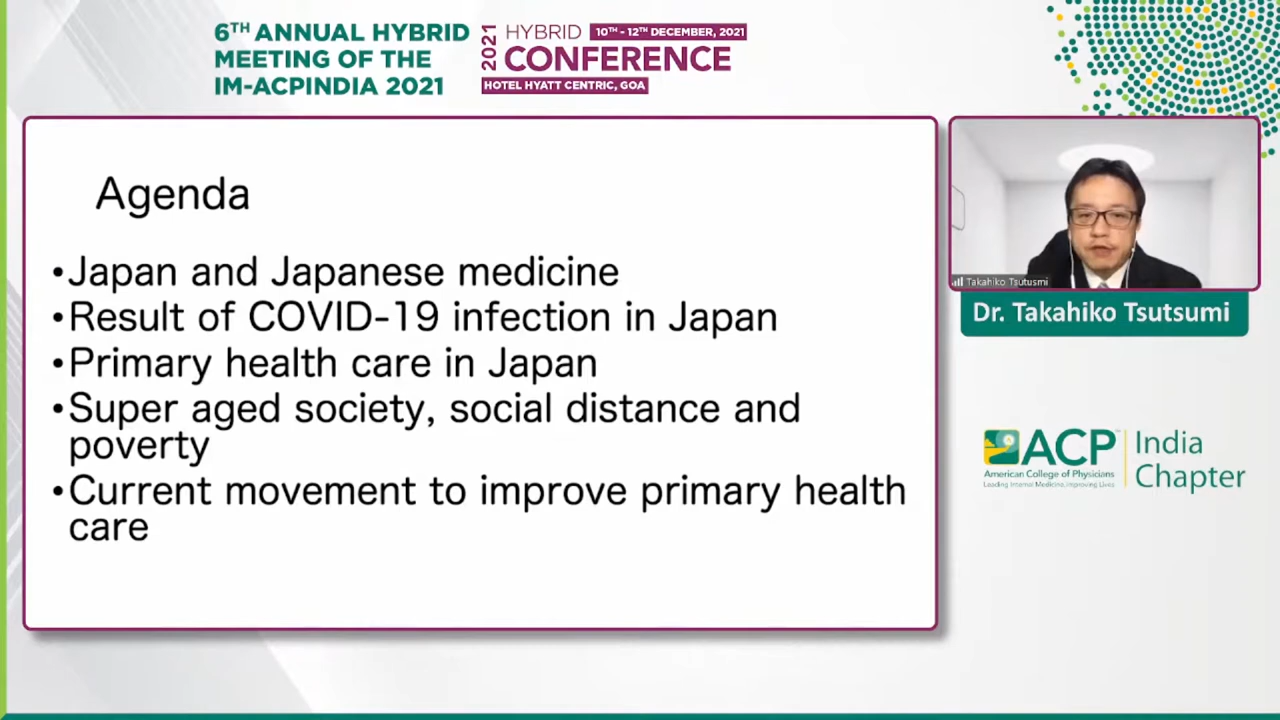 6TH ANNUAL HYBRID
MEETING OF THE
IM-ACPINDIA 2021
2021
HYBRID 10TH - 12TH DECEMBER, 2021
CONFERENCE
HOTEL HYATT CENTRIC, GOA
Agenda
•Japan and Japanese medicine
•Result of COVID-19 infection in Japan
•Primary health care in Japan
•Super aged society, social distance and
poverty
•Current movement to improve primary health
care
Takahiko Tsutusmi
Dr. Takahiko Tsutsumi
ACP™
American College of Physicians
Leading Internal Medicine, Improving Lives
India
Chapter